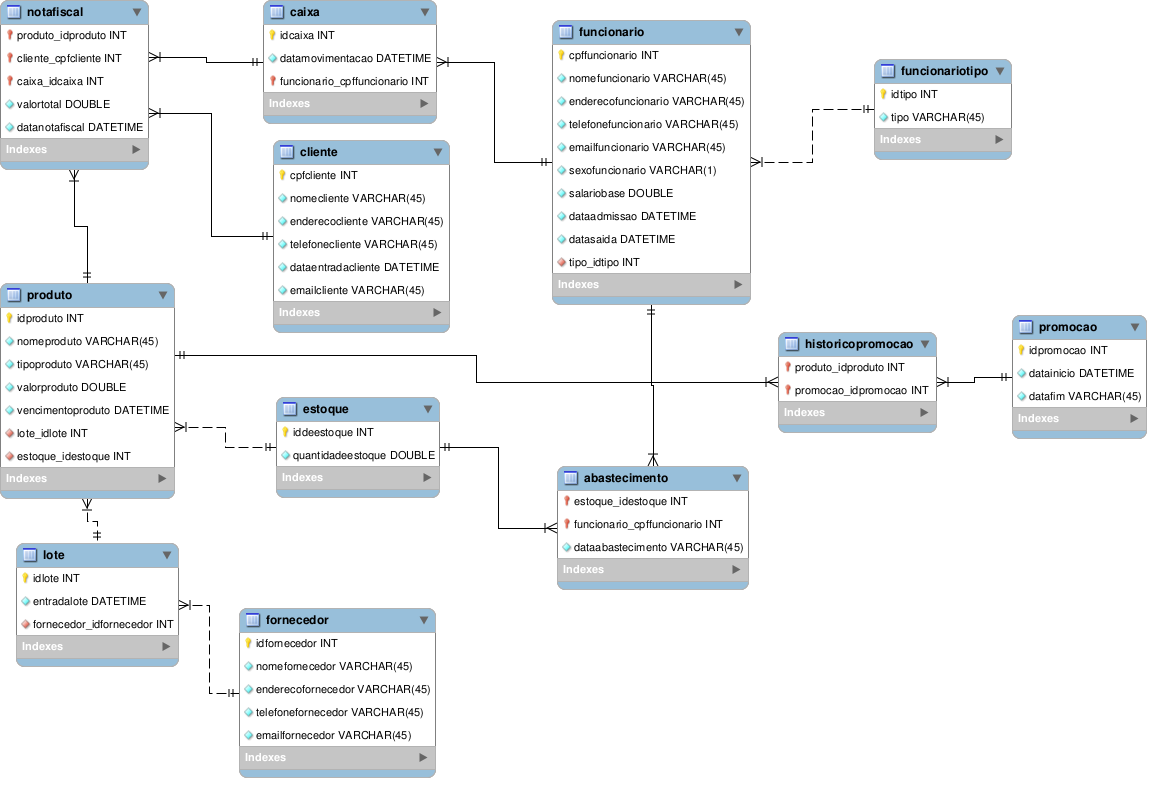 notafiscal
produto_idproduto INT
cliente_cpfcliente INT
caixa_idcaixa INT
valortotal DOUBLE
datanotafiscal DATETIME
Indexes
caixa
idcaixa INT
datamovimentacao DATETIME
funcionario_cpffuncionario INT
Indexes
cliente
cpfcliente INT
nomecliente VARCHAR(45)
enderecocliente VARCHAR(45)
telefonecliente VARCHAR(45)
dataentradacliente DATETIME
emailcliente VARCHAR(45)
Indexes
funcionario
cpffuncionario INT
nomefuncionario VARCHAR(45)
enderecofuncionario VARCHAR(45)
telefonefuncionario VARCHAR(45)
emailfuncionario VARCHAR(45)
sexofuncionario VARCHAR(1)
salariobase DOUBLE
dataadmissao DATETIME
datasaida DATETIME
tipo_idtipo INT
Indexes
funcionariotipo
idtipo INT
tipo VARCHAR(45)
Indexes
produto
idproduto INT
nomeproduto VARCHAR(45)
tipoproduto VARCHAR(45)
valorproduto DOUBLE
vencimentoproduto DATETIME
lote_idlote INT
estoque_idestoque INT
Indexes
estoque
iddeestoque INT
quantidadeestoque DOUBLE
Indexes
historicopromocao
produto_idproduto INT
promocao_idpromocao INT
Indexes
promocao
idpromocao INT
datainicio DATETIME
datafim VARCHAR(45)
Indexes
abastecimento
estoque_idestoque INT
funcionario_cpffuncionario INT
dataabastecimento VARCHAR(45)
Indexes
lote
idlote INT
entradalote DATETIME
fornecedor_idfornecedor INT
Indexes
fornecedor
idfornecedor INT
nomefornecedor VARCHAR(45)
enderecofornecedor VARCHAR(45)
telefonefornecedor VARCHAR(45)
emailfornecedor VARCHAR(45)
Indexes